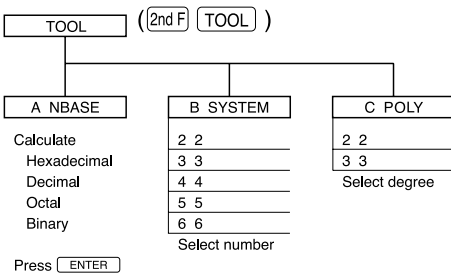 TOOL ( 2nd F TOOL )
A NBASE B SYSTEM C POLY
Calculate
Hexadecimal
Decimal
Octal
Binary
Press ENTER
2 2
3 3
4 4
5 5
6 6
Select number
2 2
3 3
Select degree